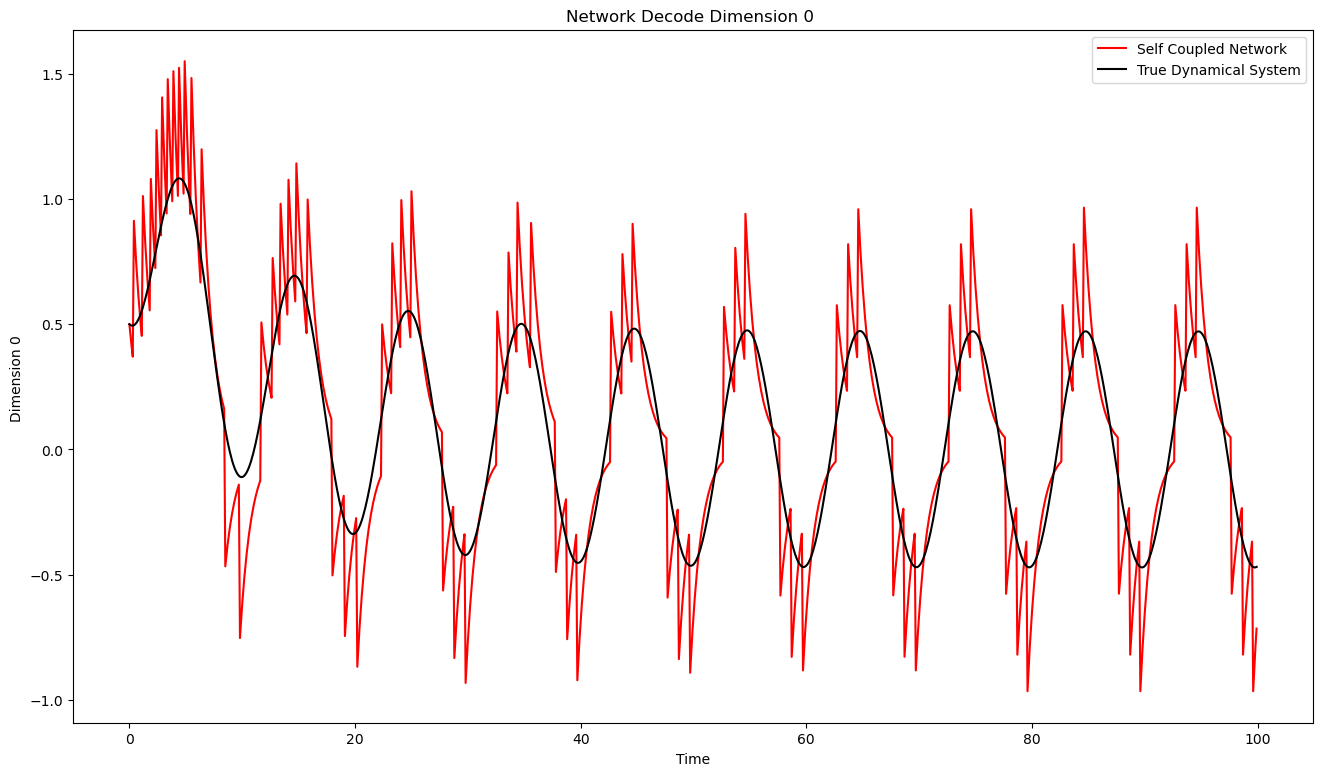 Network Decode Dimension 0
Self Coupled Network
True Dynamical System
1.5
1.0
0.5
0.0
−0.5
−1.0
Dimension 0
0 20 40 60 80 100
Time